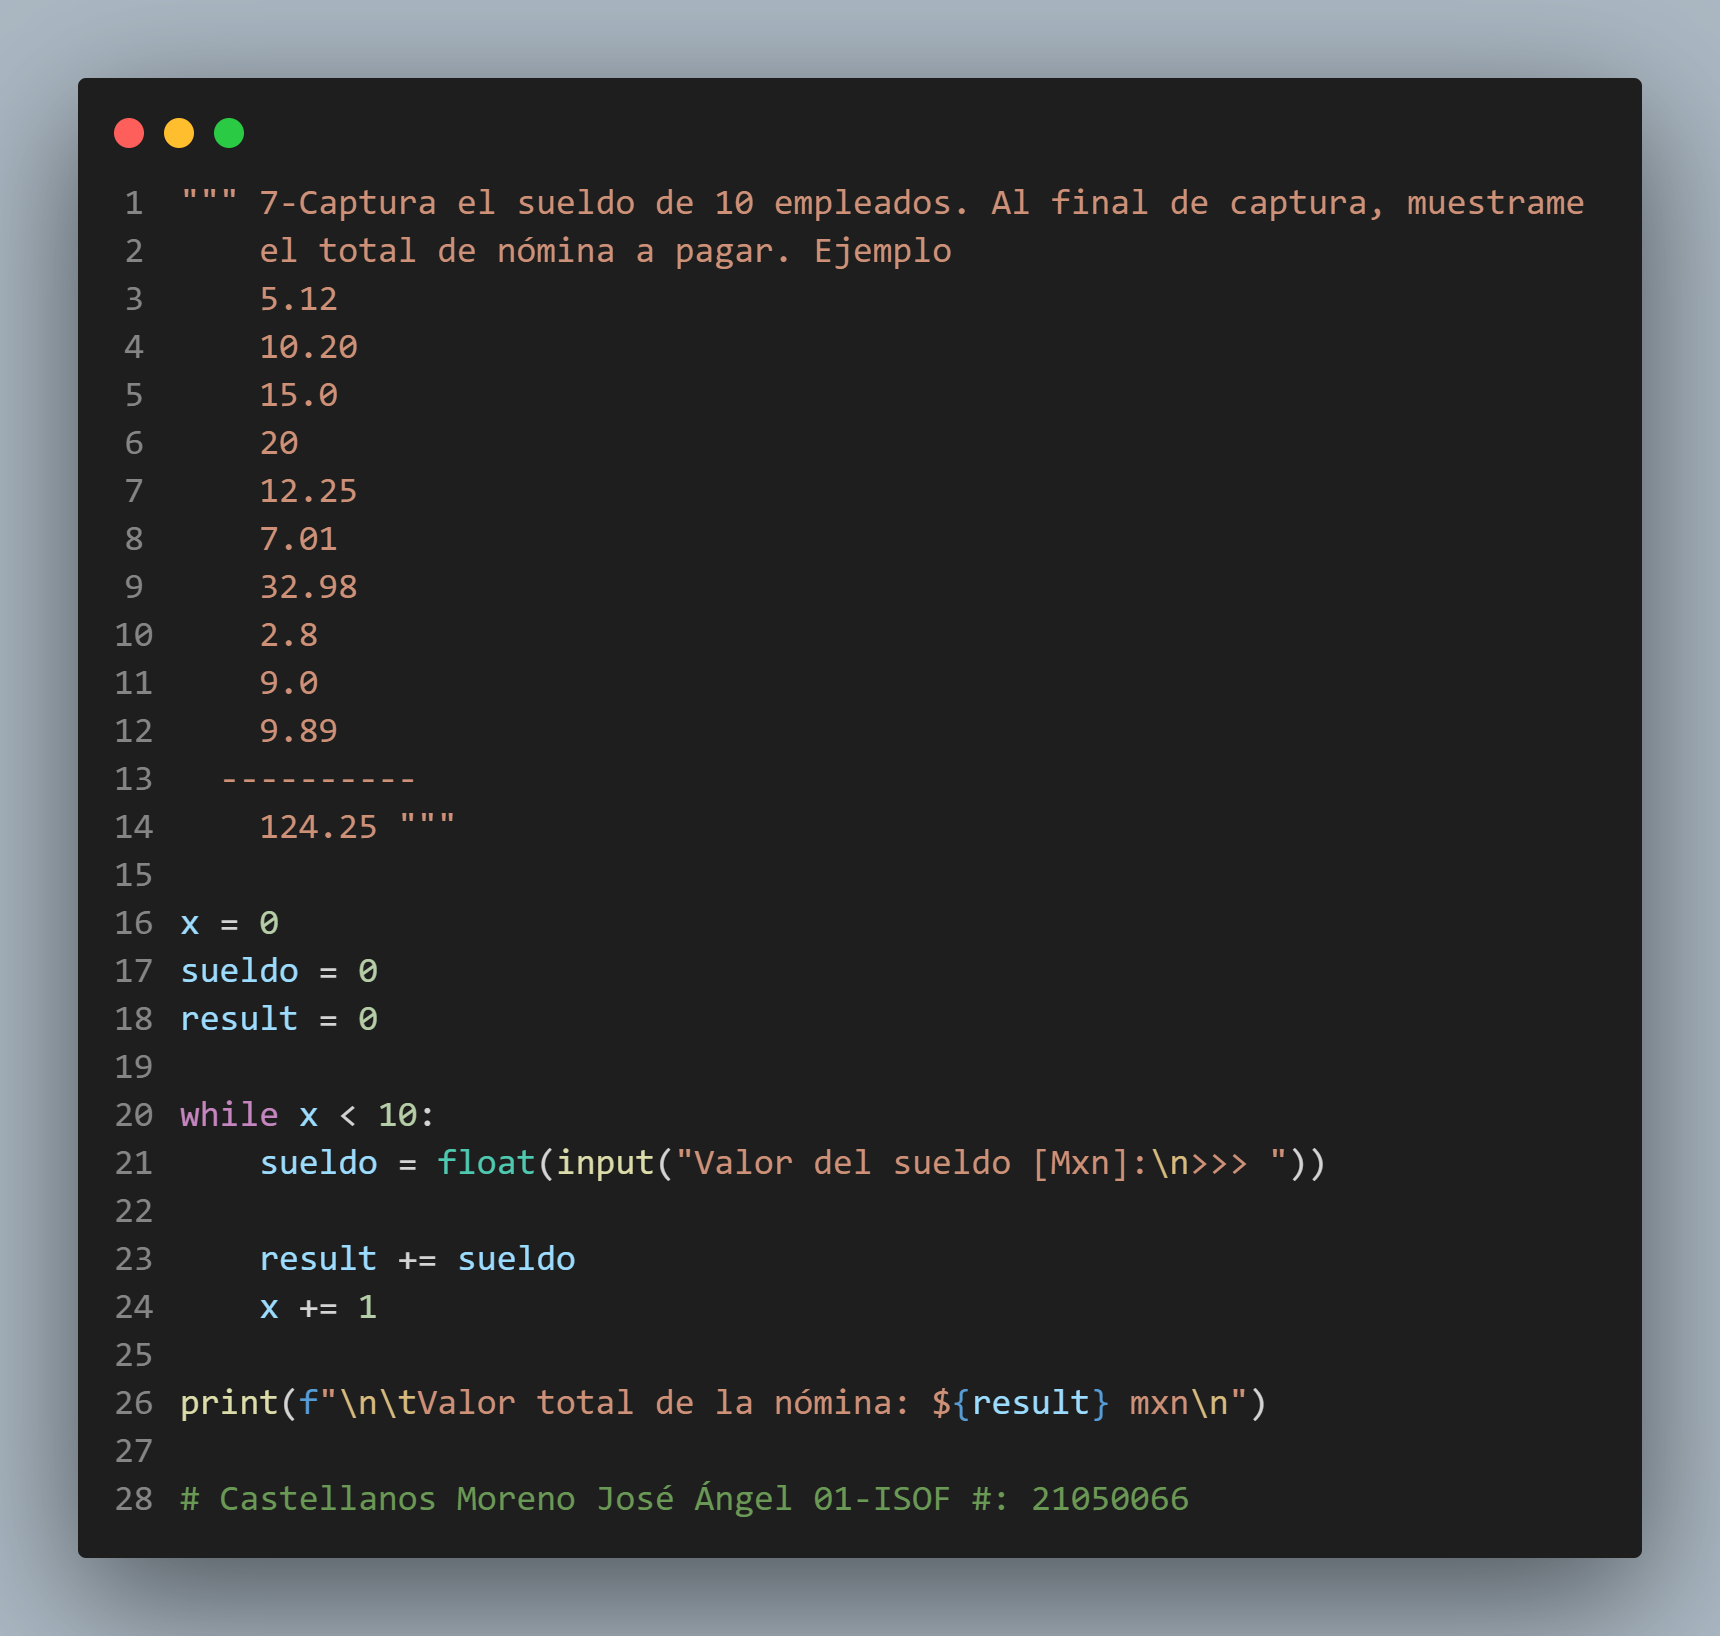 1 """ 7-Captura el sueldo de 10 empleados. Al final de captura, muestrame
2     el total de nómina a pagar. Ejemplo
3     5.12
4     10.20
5     15.0
6     20
7     12.25
8     7.01
9     32.98
10     2.8
11     9.0
12     9.89
13   ----------
14     124.25 """
15
16 x = 0
17 sueldo = 0
18 result = 0
19
20 while x < 10:
21     sueldo = float(input("Valor del sueldo [Mxn]:\n>>> "))
22
23     result += sueldo
24     x += 1
25
26 print(f"\n\tValor total de la nómina: ${result} mxn\n")
27
28 # Castellanos Moreno José Ángel 01-ISOF #: 21050066